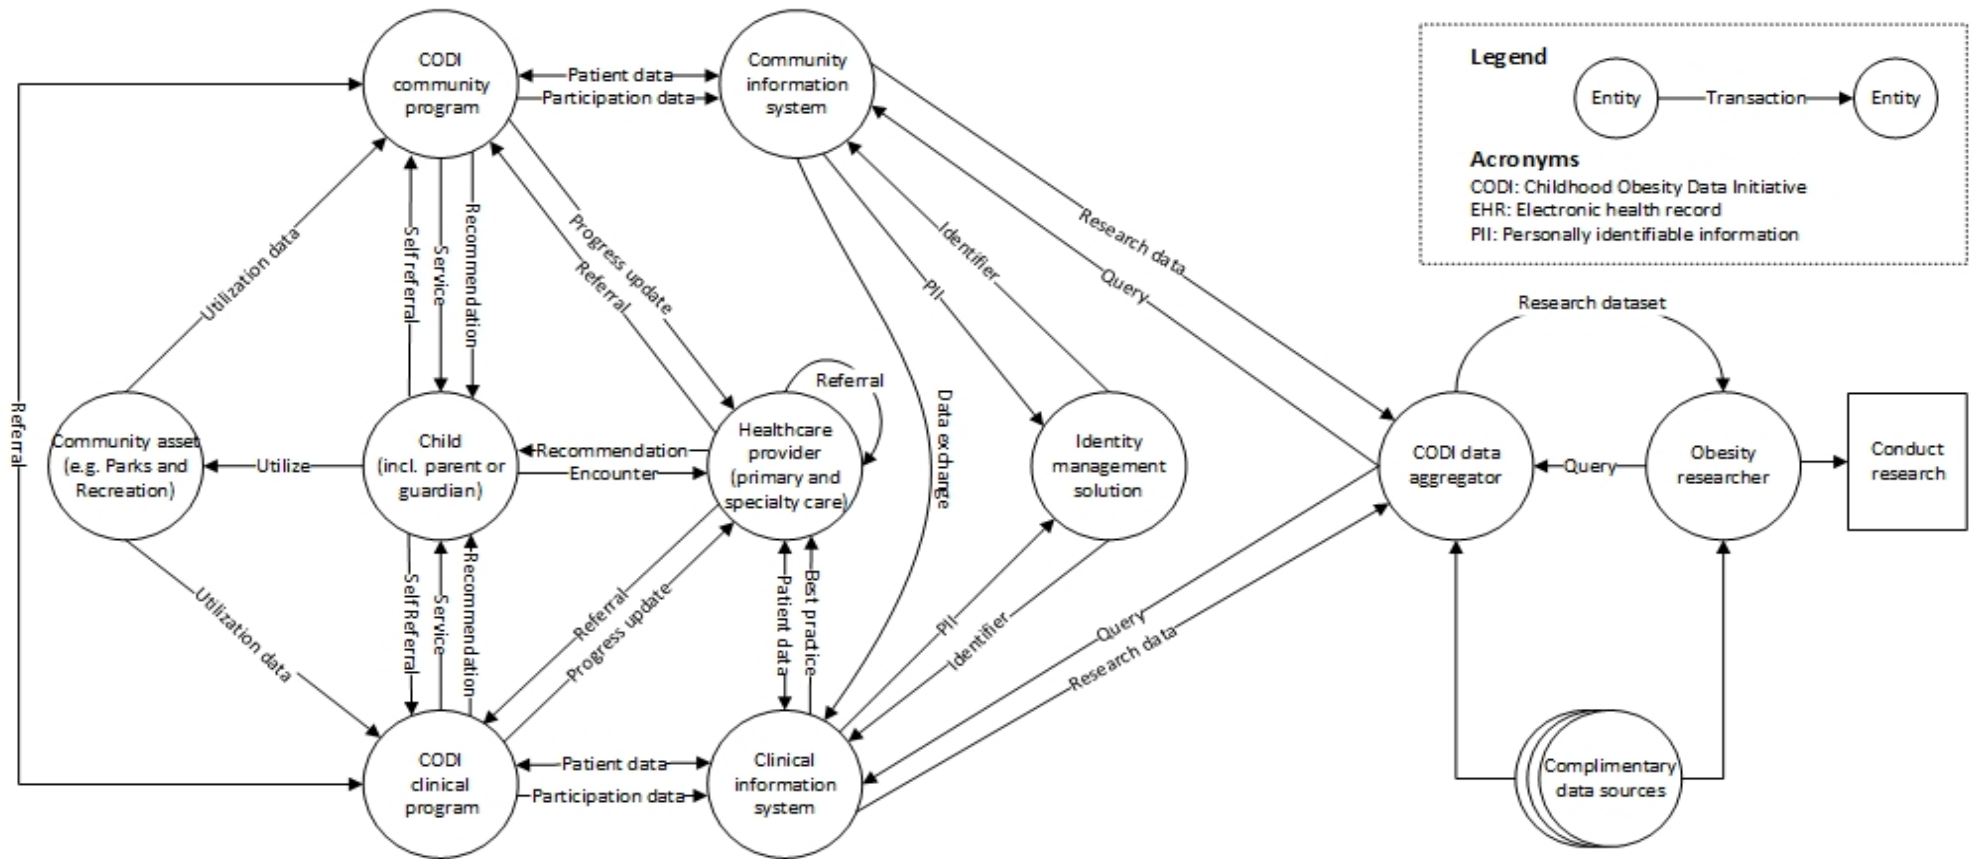 CODI
community
program
Patient data
Participation data
Community
information
system
Legend
Entity
Transaction
Entity
Acronyms
CODI: Childhood Obesity Data Initiative
EHR: Electronic health record
PII: Personally identifiable information
Referral
Utilization data
Self referral
Service
Recommendation
Progress update
Referral
Identifier
PII
Research data
Query
Data exchange
Research dataset
Referral
Community asset
(e.g. Parks and
Recreation)
Utilize
Child
(incl. parent or
guardian)
Recommendation
Encounter
Healthcare
provider
(primary and
specialty care)
Identity
management
solution
CODI data
aggregator
Query
Obesity
researcher
Conduct
research
Utilization data
Self Referral
Service
Recommendation
Referral
Progress update
Patient data
Best practice
PII
Identifier
Query
Research data
CODI
clinical
program
Patient data
Participation data
Clinical
information
system
Complimentary
data sources